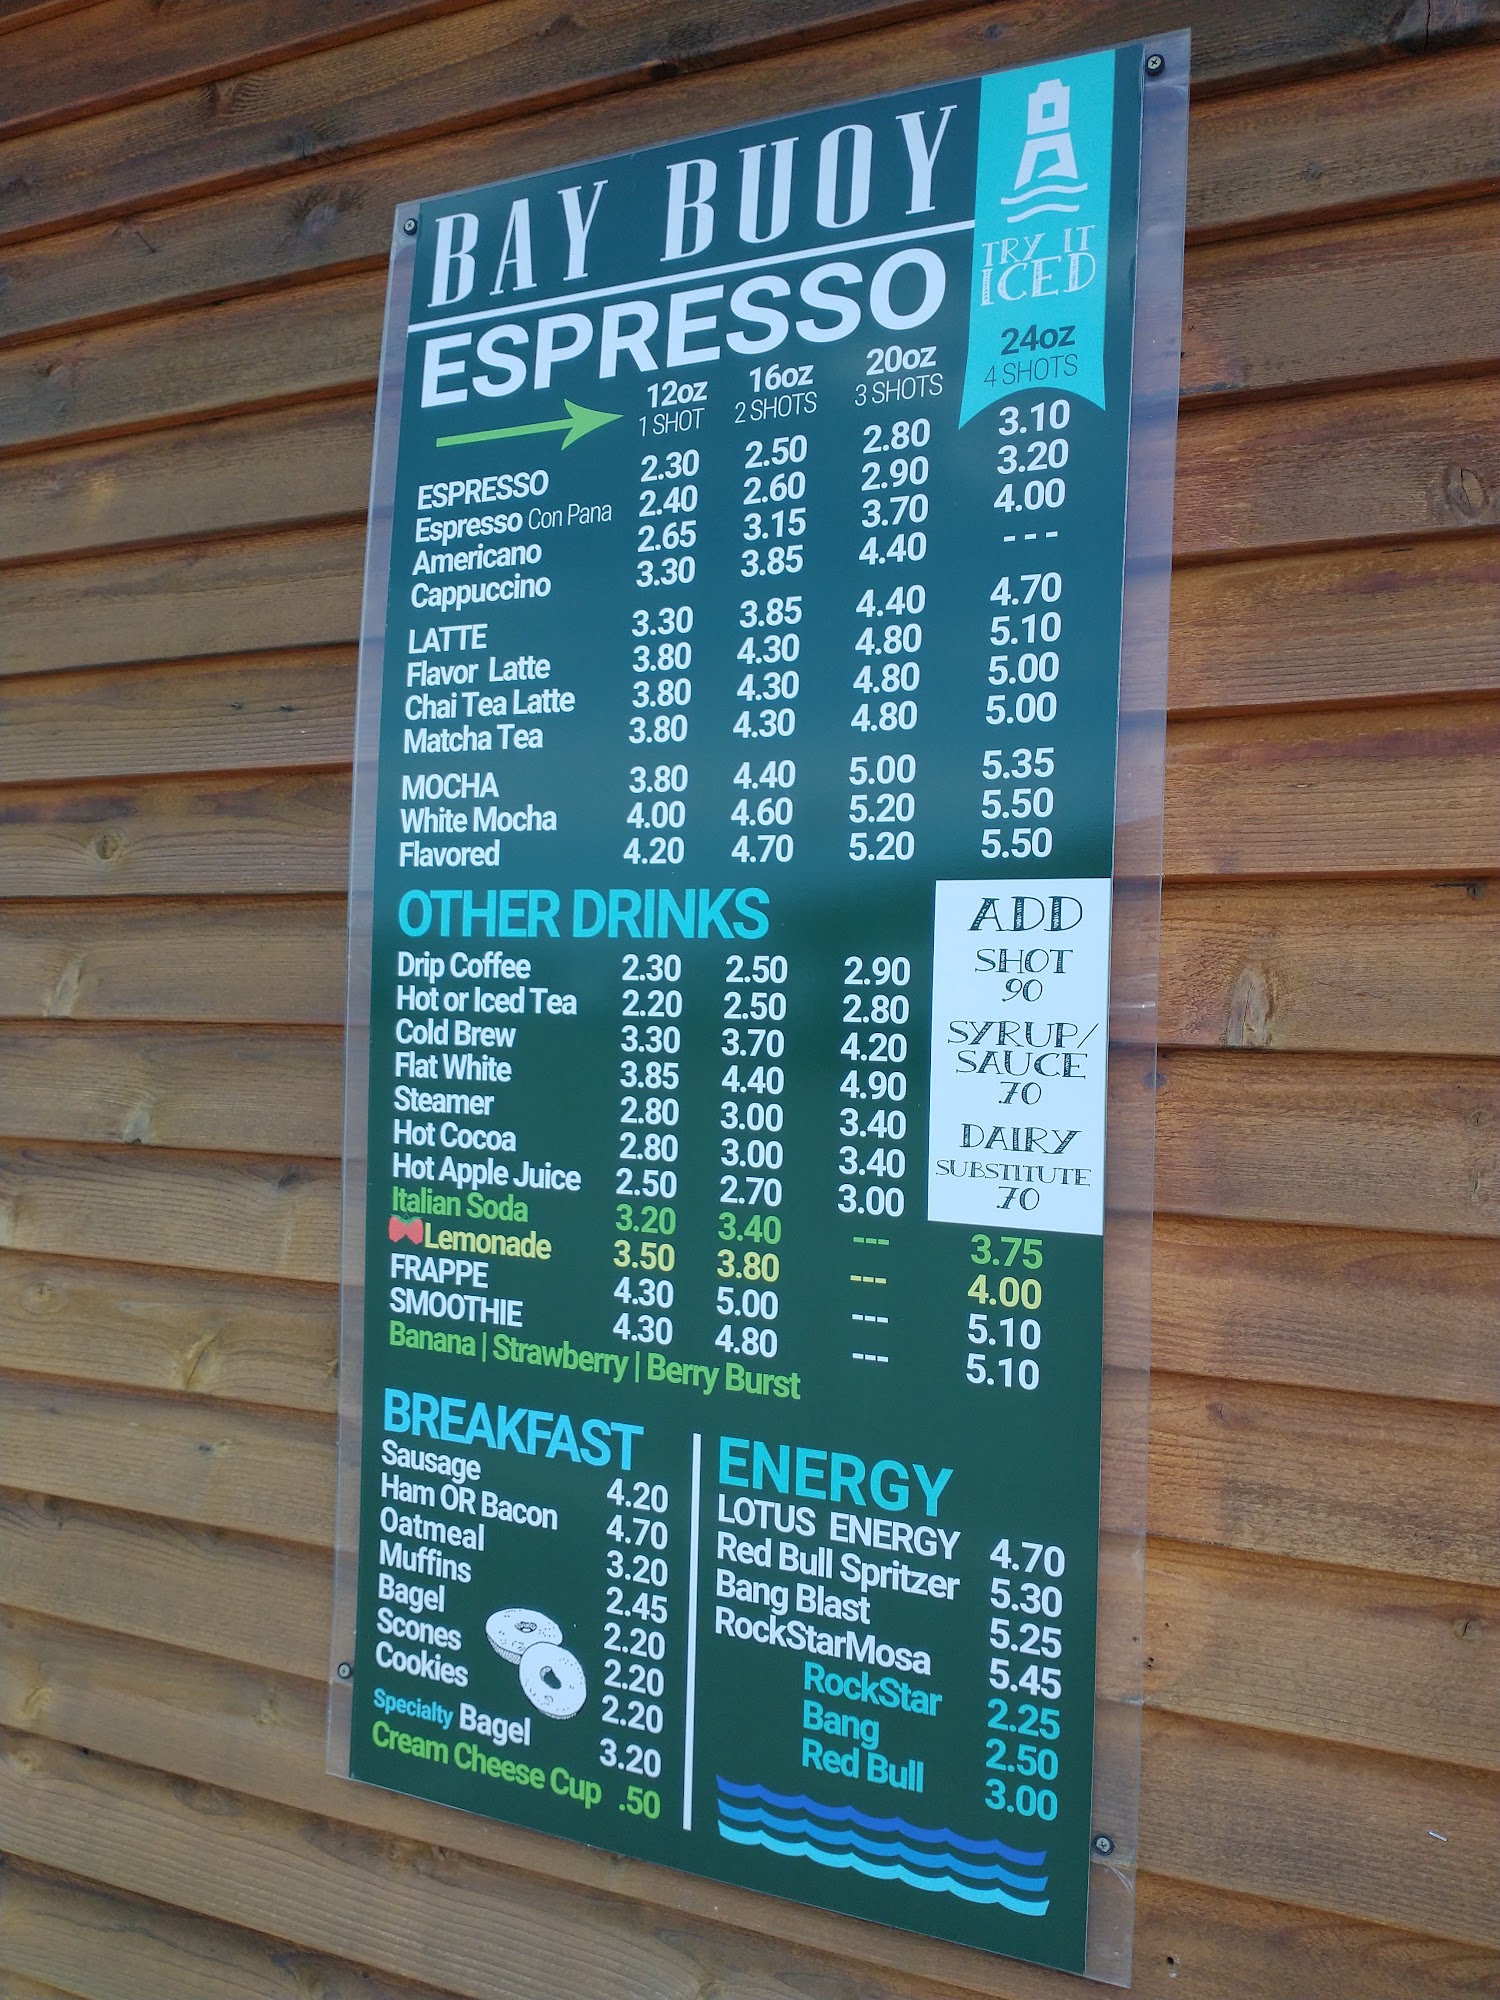 BAY BUOY
ESPRESSO
TRY IT
ICED
12oz 16oz 20oz 24oz
1 SHOT 2 SHOTS 3 SHOTS 4 SHOTS
ESPRESSO 2.30 2.50 2.80 3.10
Espresso Con Pana 2.40 2.60 2.90 3.20
Americano 2.65 3.15 3.70 4.00
Cappuccino 3.30 3.85 4.40 ---
LATTE 3.30 3.85 4.40 4.70
Flavor Latte 3.80 4.30 4.80 5.10
Chai Tea Latte 3.80 4.30 4.80 5.00
Matcha Tea 3.80 4.30 4.80 5.00
MOCHA 3.80 4.40 5.00 5.35
White Mocha 4.00 4.60 5.20 5.50
Flavored 4.20 4.70 5.20 5.50
OTHER DRINKS
Drip Coffee 2.30 2.50 2.90
Hot or Iced Tea 2.20 2.50 2.80
Cold Brew 3.30 3.70 4.20
Flat White 3.85 4.40 4.90
Steamer 2.80 3.00 3.40
Hot Cocoa 2.80 3.00 3.40
Hot Apple Juice 2.50 2.70 3.00
Italian Soda 3.20 3.40 --- 3.75
Lemonade 3.50 3.80 --- 4.00
FRAPPE 4.30 5.00 --- 5.10
SMOOTHIE 4.30 4.80 --- 5.10
Banana | Strawberry | Berry Burst
ADD
SHOT
90
SYRUP/
SAUCE
.70
DAIRY
SUBSTITUTE
.70
BREAKFAST
Sausage 4.20
Ham OR Bacon 4.70
Oatmeal 3.20
Muffins 2.45
Bagel 2.20
Scones 2.20
Cookies 2.20
Specialty Bagel 3.20
Cream Cheese Cup .50
ENERGY
LOTUS ENERGY 4.70
Red Bull Spritzer 5.30
Bang Blast 5.25
RockStarMosa 5.45
RockStar 2.25
Bang 2.50
Red Bull 3.00